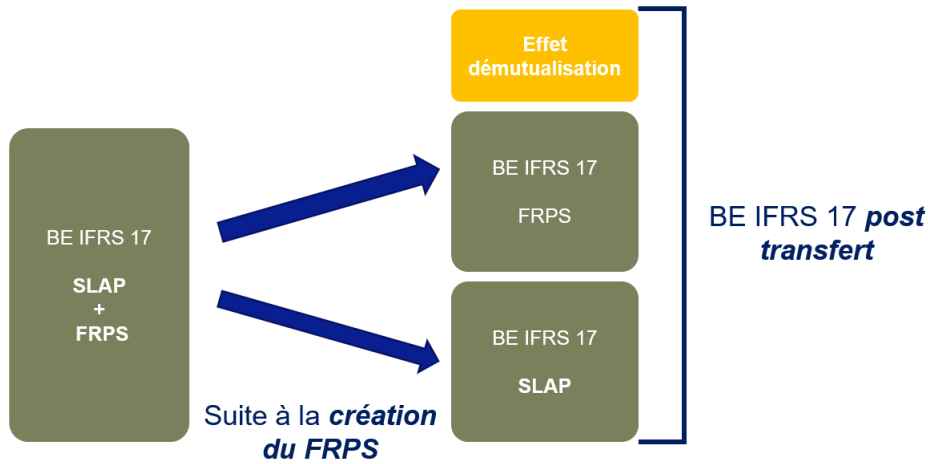 BE IFRS 17
SLAP
+
FRPS
Suite à la création
du FRPS
Effet
démutualisation
BE IFRS 17
FRPS
BE IFRS 17
SLAP
BE IFRS 17 post
transfert